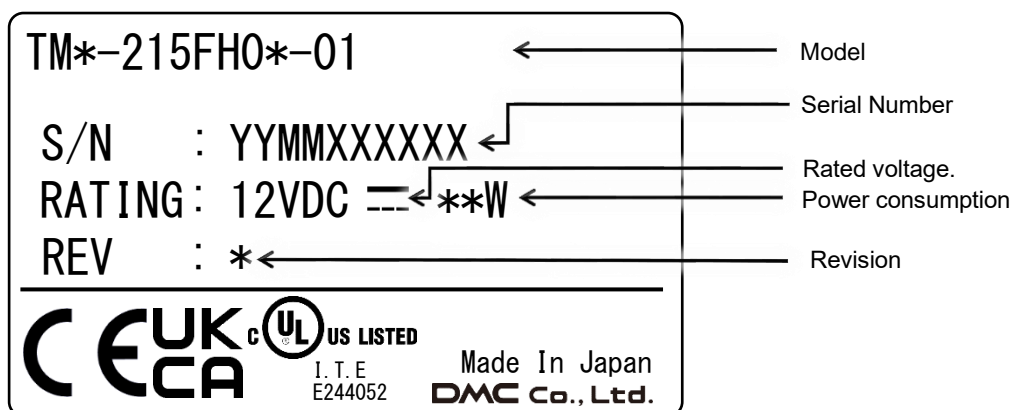 TM*-215FH0*-01
Model
S/N : YYMMXXXXXX
Serial Number
RATING: 12VDC **W
Rated voltage.
Power consumption
REV : *
Revision
CE UK CA C UL US LISTED
I.T.E
E244052
Made In Japan
DMC Co.,Ltd.